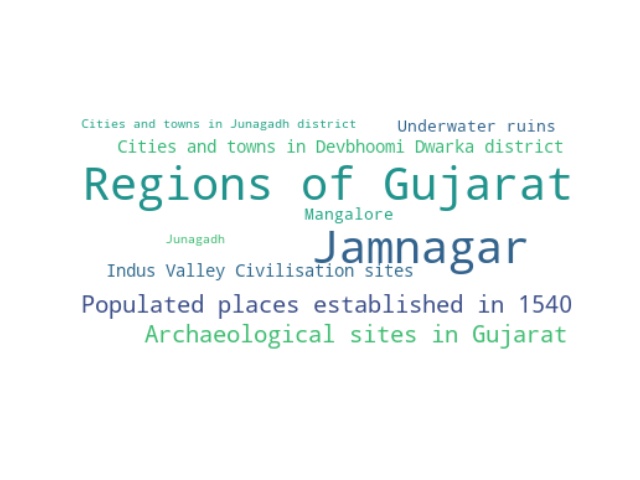 Cities and towns in Junagadh district
Underwater ruins
Cities and towns in Devbhoomi Dwarka district
Regions of Gujarat
Mangalore
Junagadh
Jamnagar
Indus Valley Civilisation sites
Populated places established in 1540
Archaeological sites in Gujarat